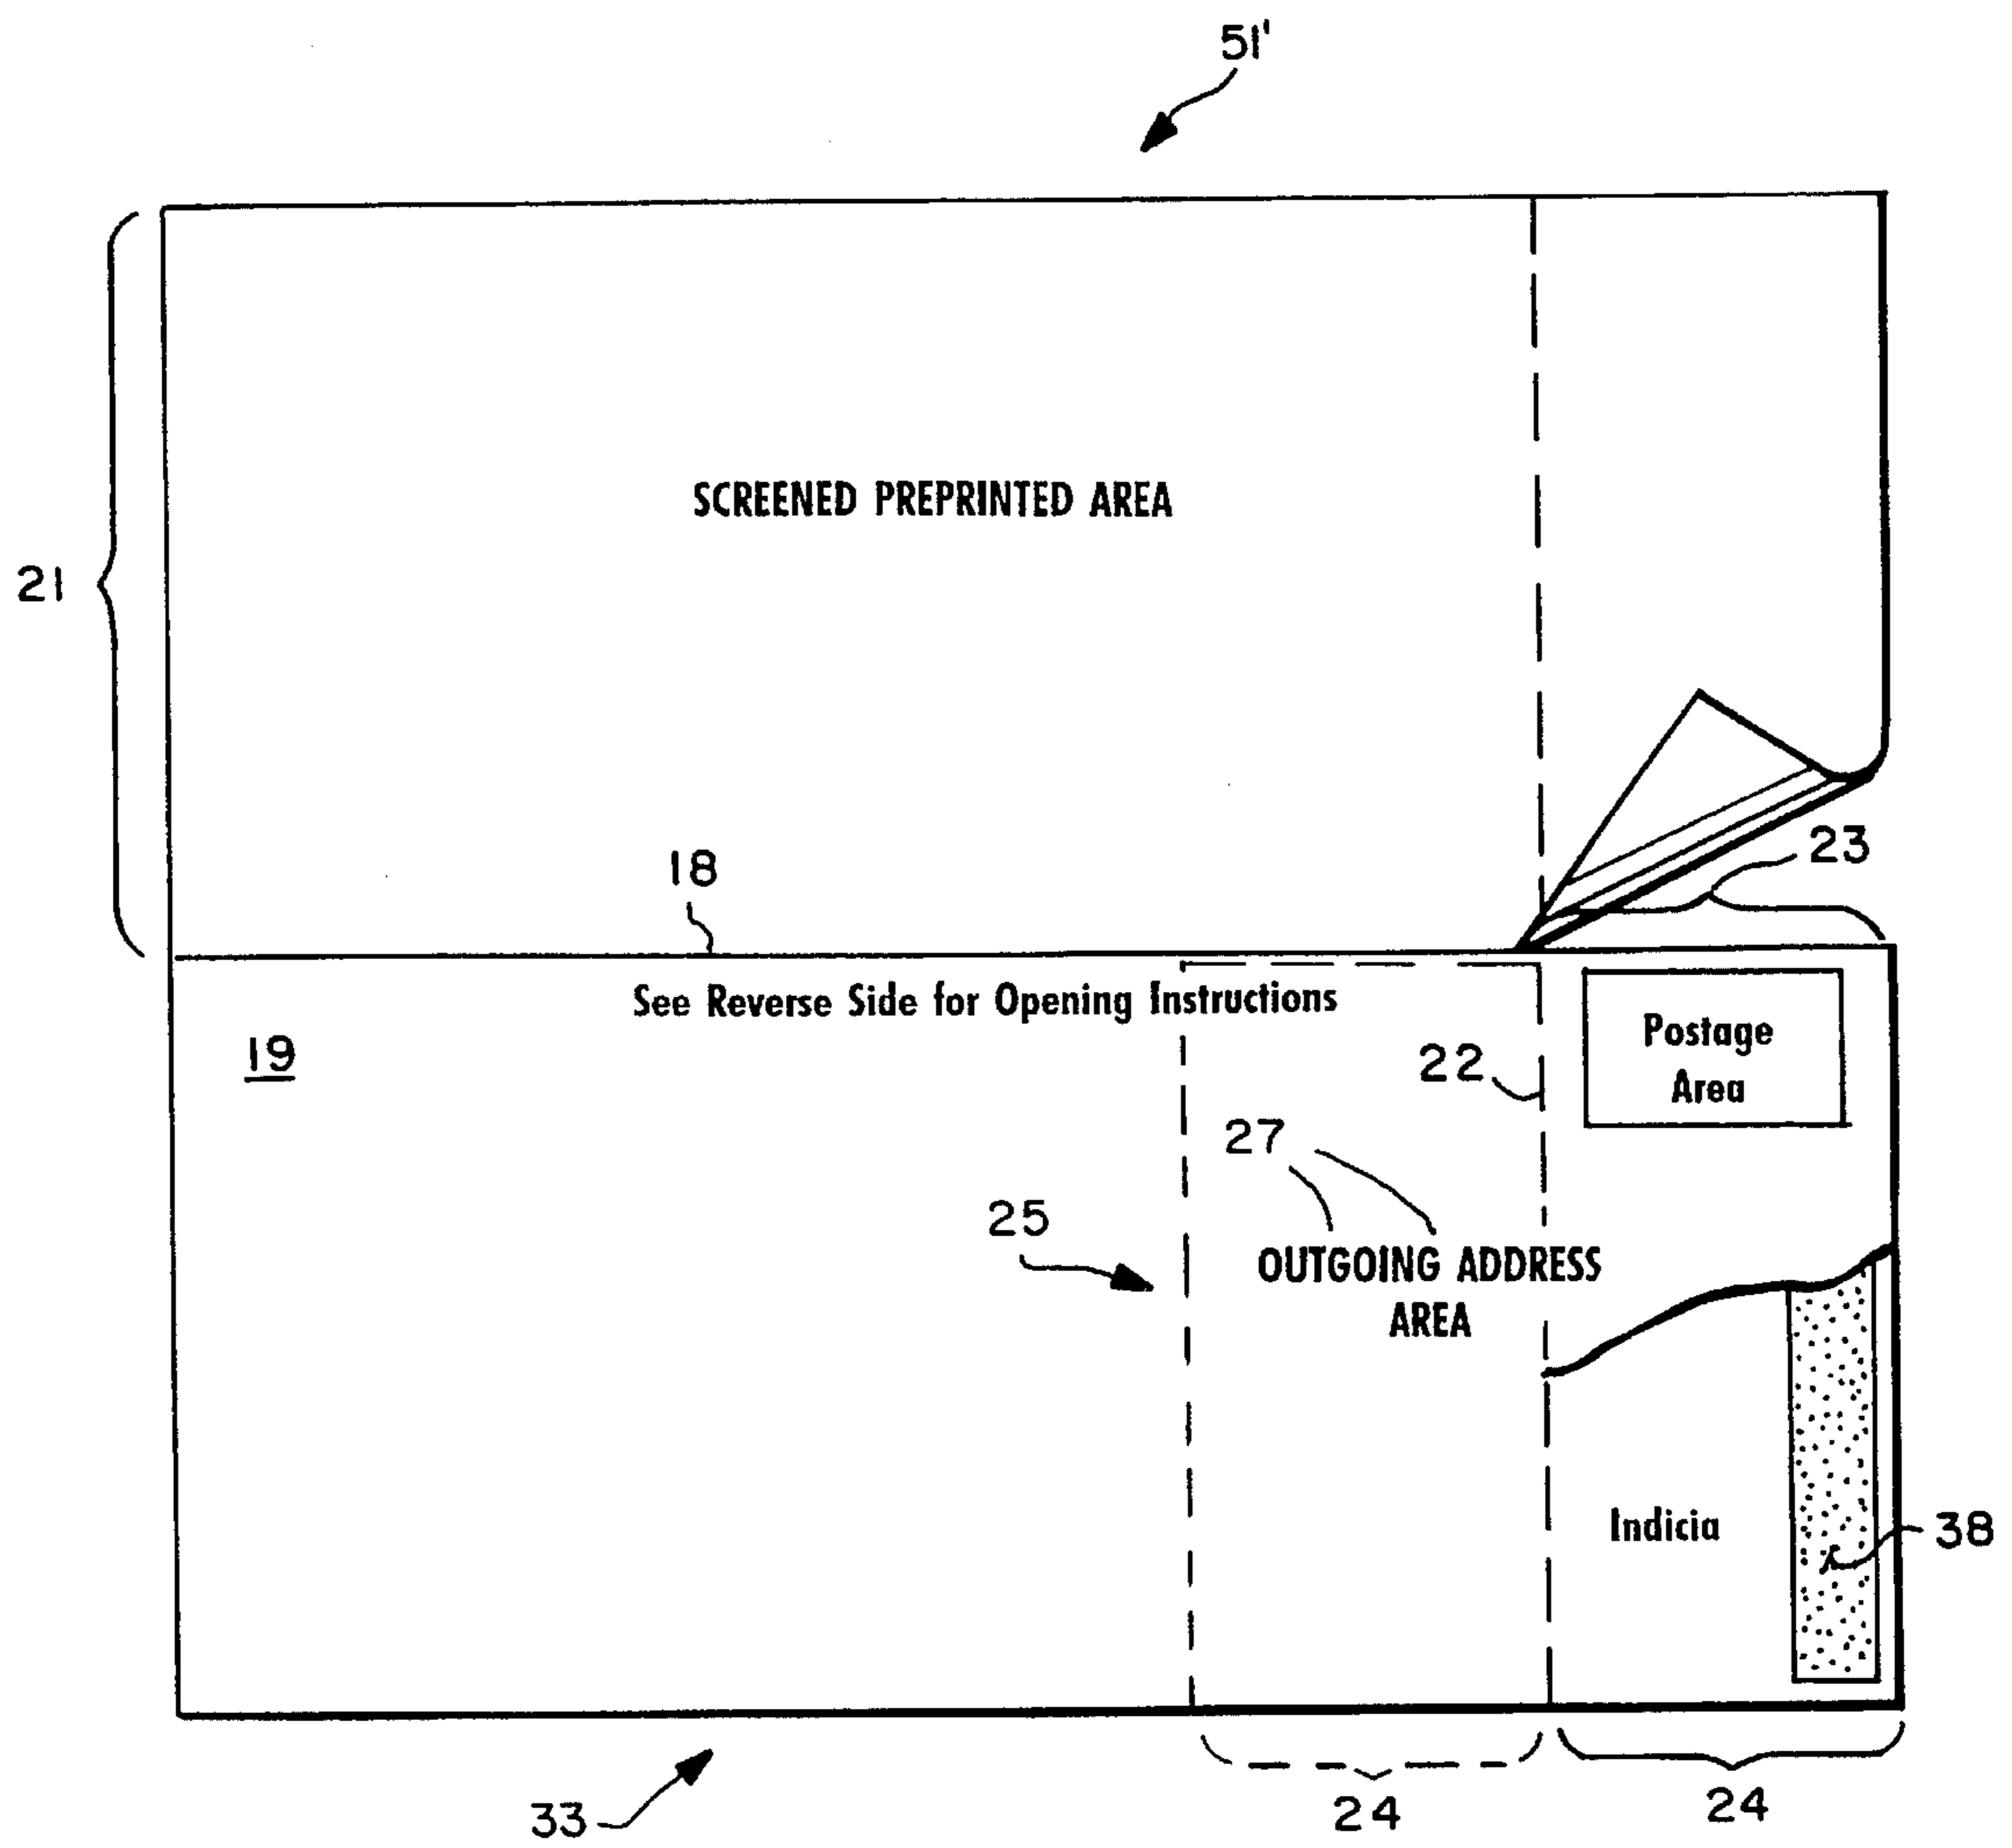 51'
SCREENED PREPRINTED AREA
21
23
18
See Reverse Side for Opening Instructions
19
Postage
Area
22
27
25
OUTGOING ADDRESS
AREA
Indicia
38
33
24
24